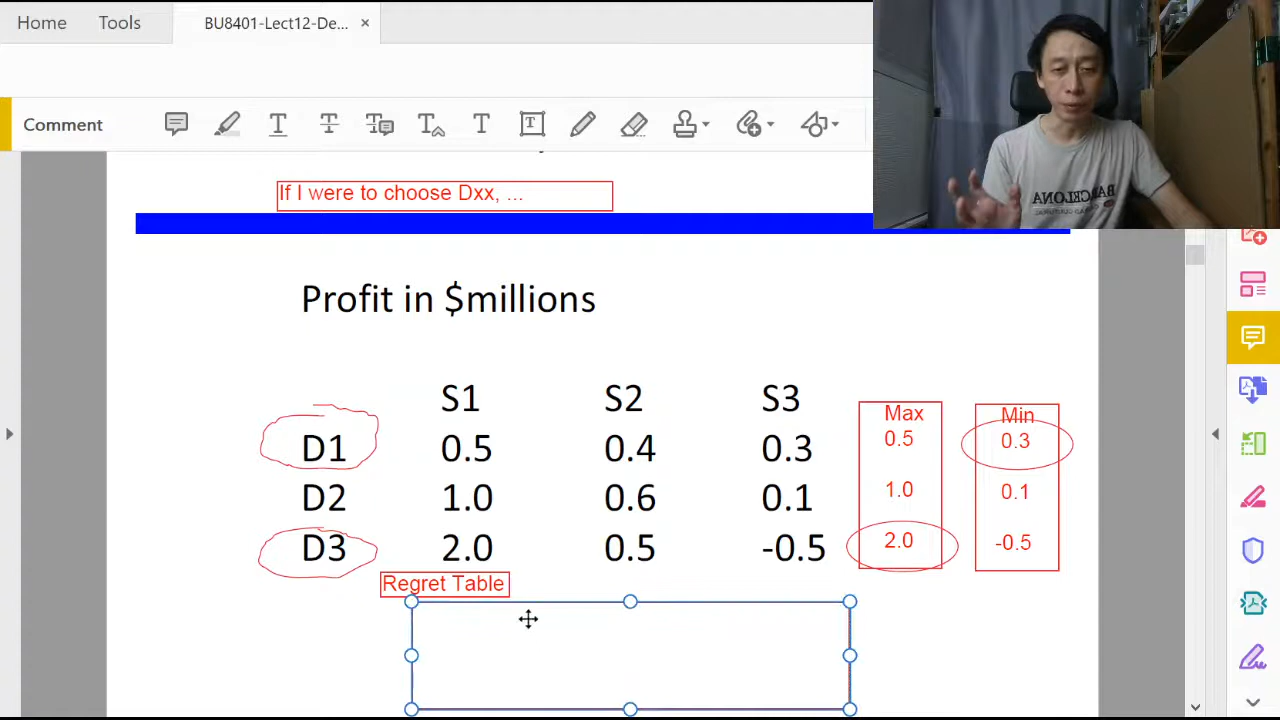 Home Tools BU8401-Lect12-De... ×
Comment
If I were to choose Dxx, ...
Profit in $millions
S1 S2 S3 Max Min
D1 0.5 0.4 0.3 0.5 0.3
D2 1.0 0.6 0.1 1.0 0.1
D3 2.0 0.5 -0.5 2.0 -0.5
Regret Table